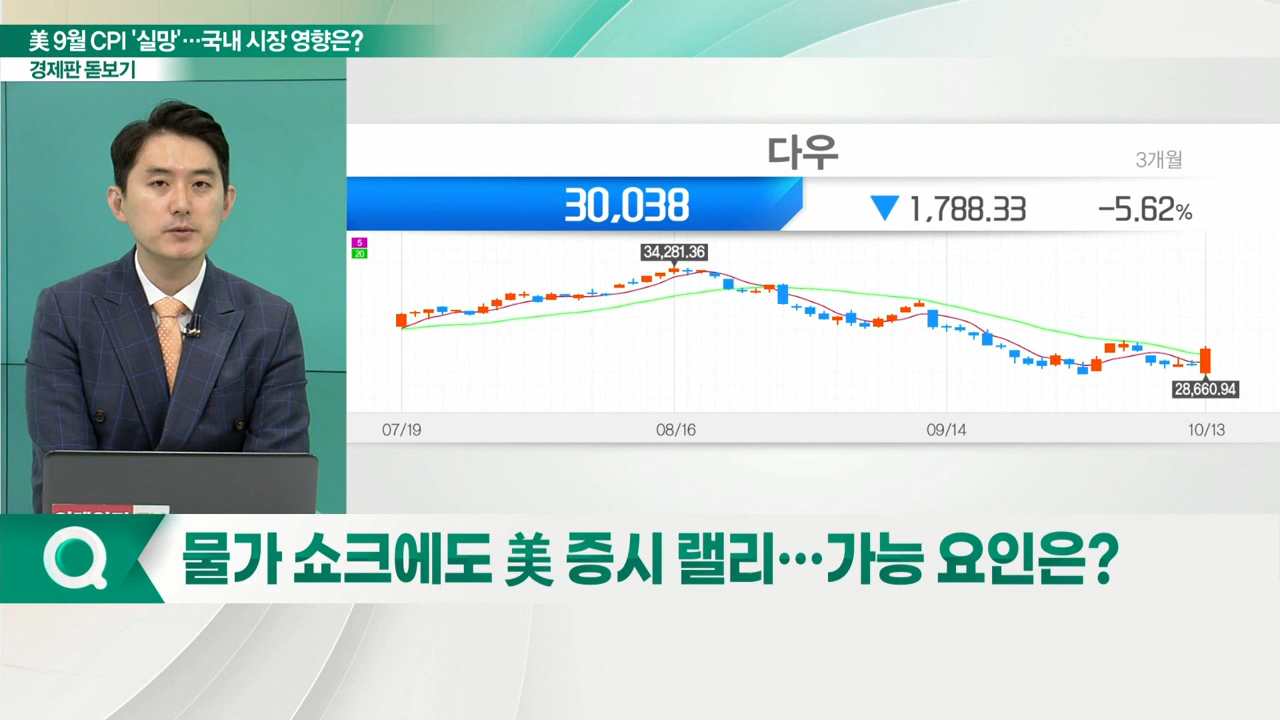 美 9월 CPI '실망'…국내 시장 영향은?
경제판 돋보기
다우
3개월
30,038
▼ 1,788.33
-5.62%
5
20
34,281.36
28,660.94
07/19
08/16
09/14
10/13
Q
물가 쇼크에도 美 증시 랠리…가능 요인은?